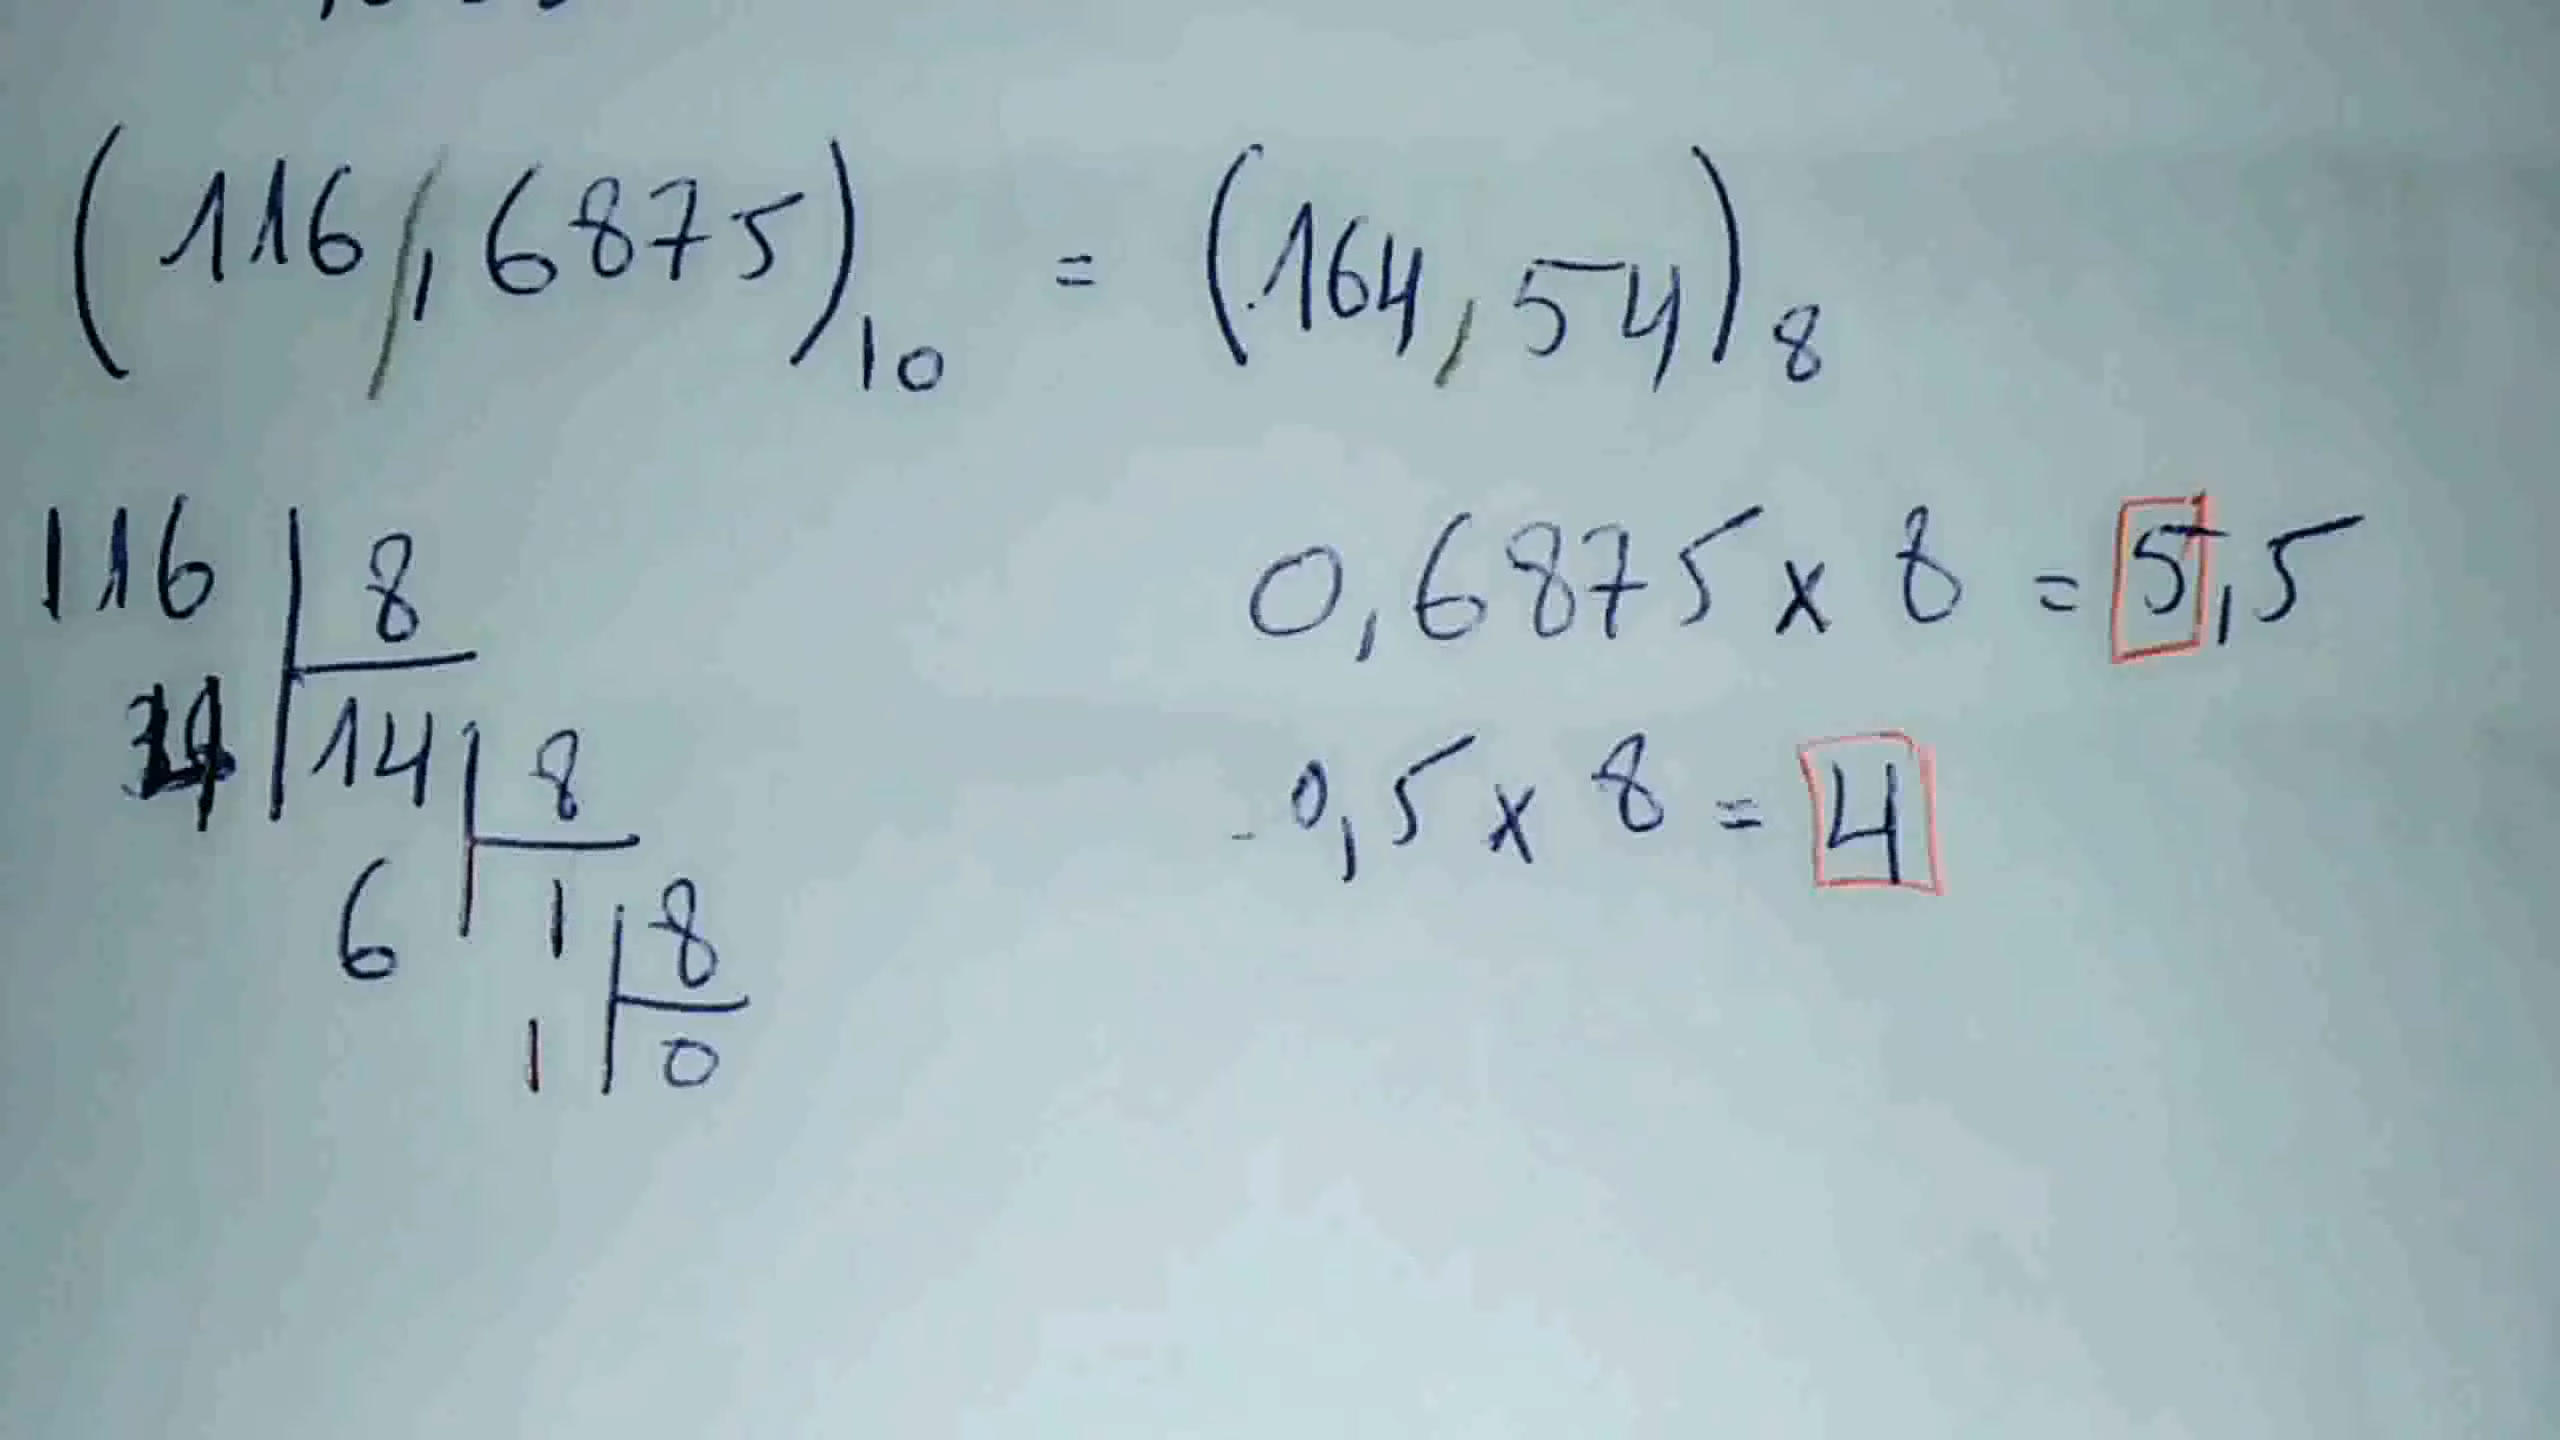 (116,6875)10 = (164,54)8
116 | 8
4 | 14 | 8
6 | 1 | 8
1 | 0
0,6875 x 8 = 5,5
0,5 x 8 = 4